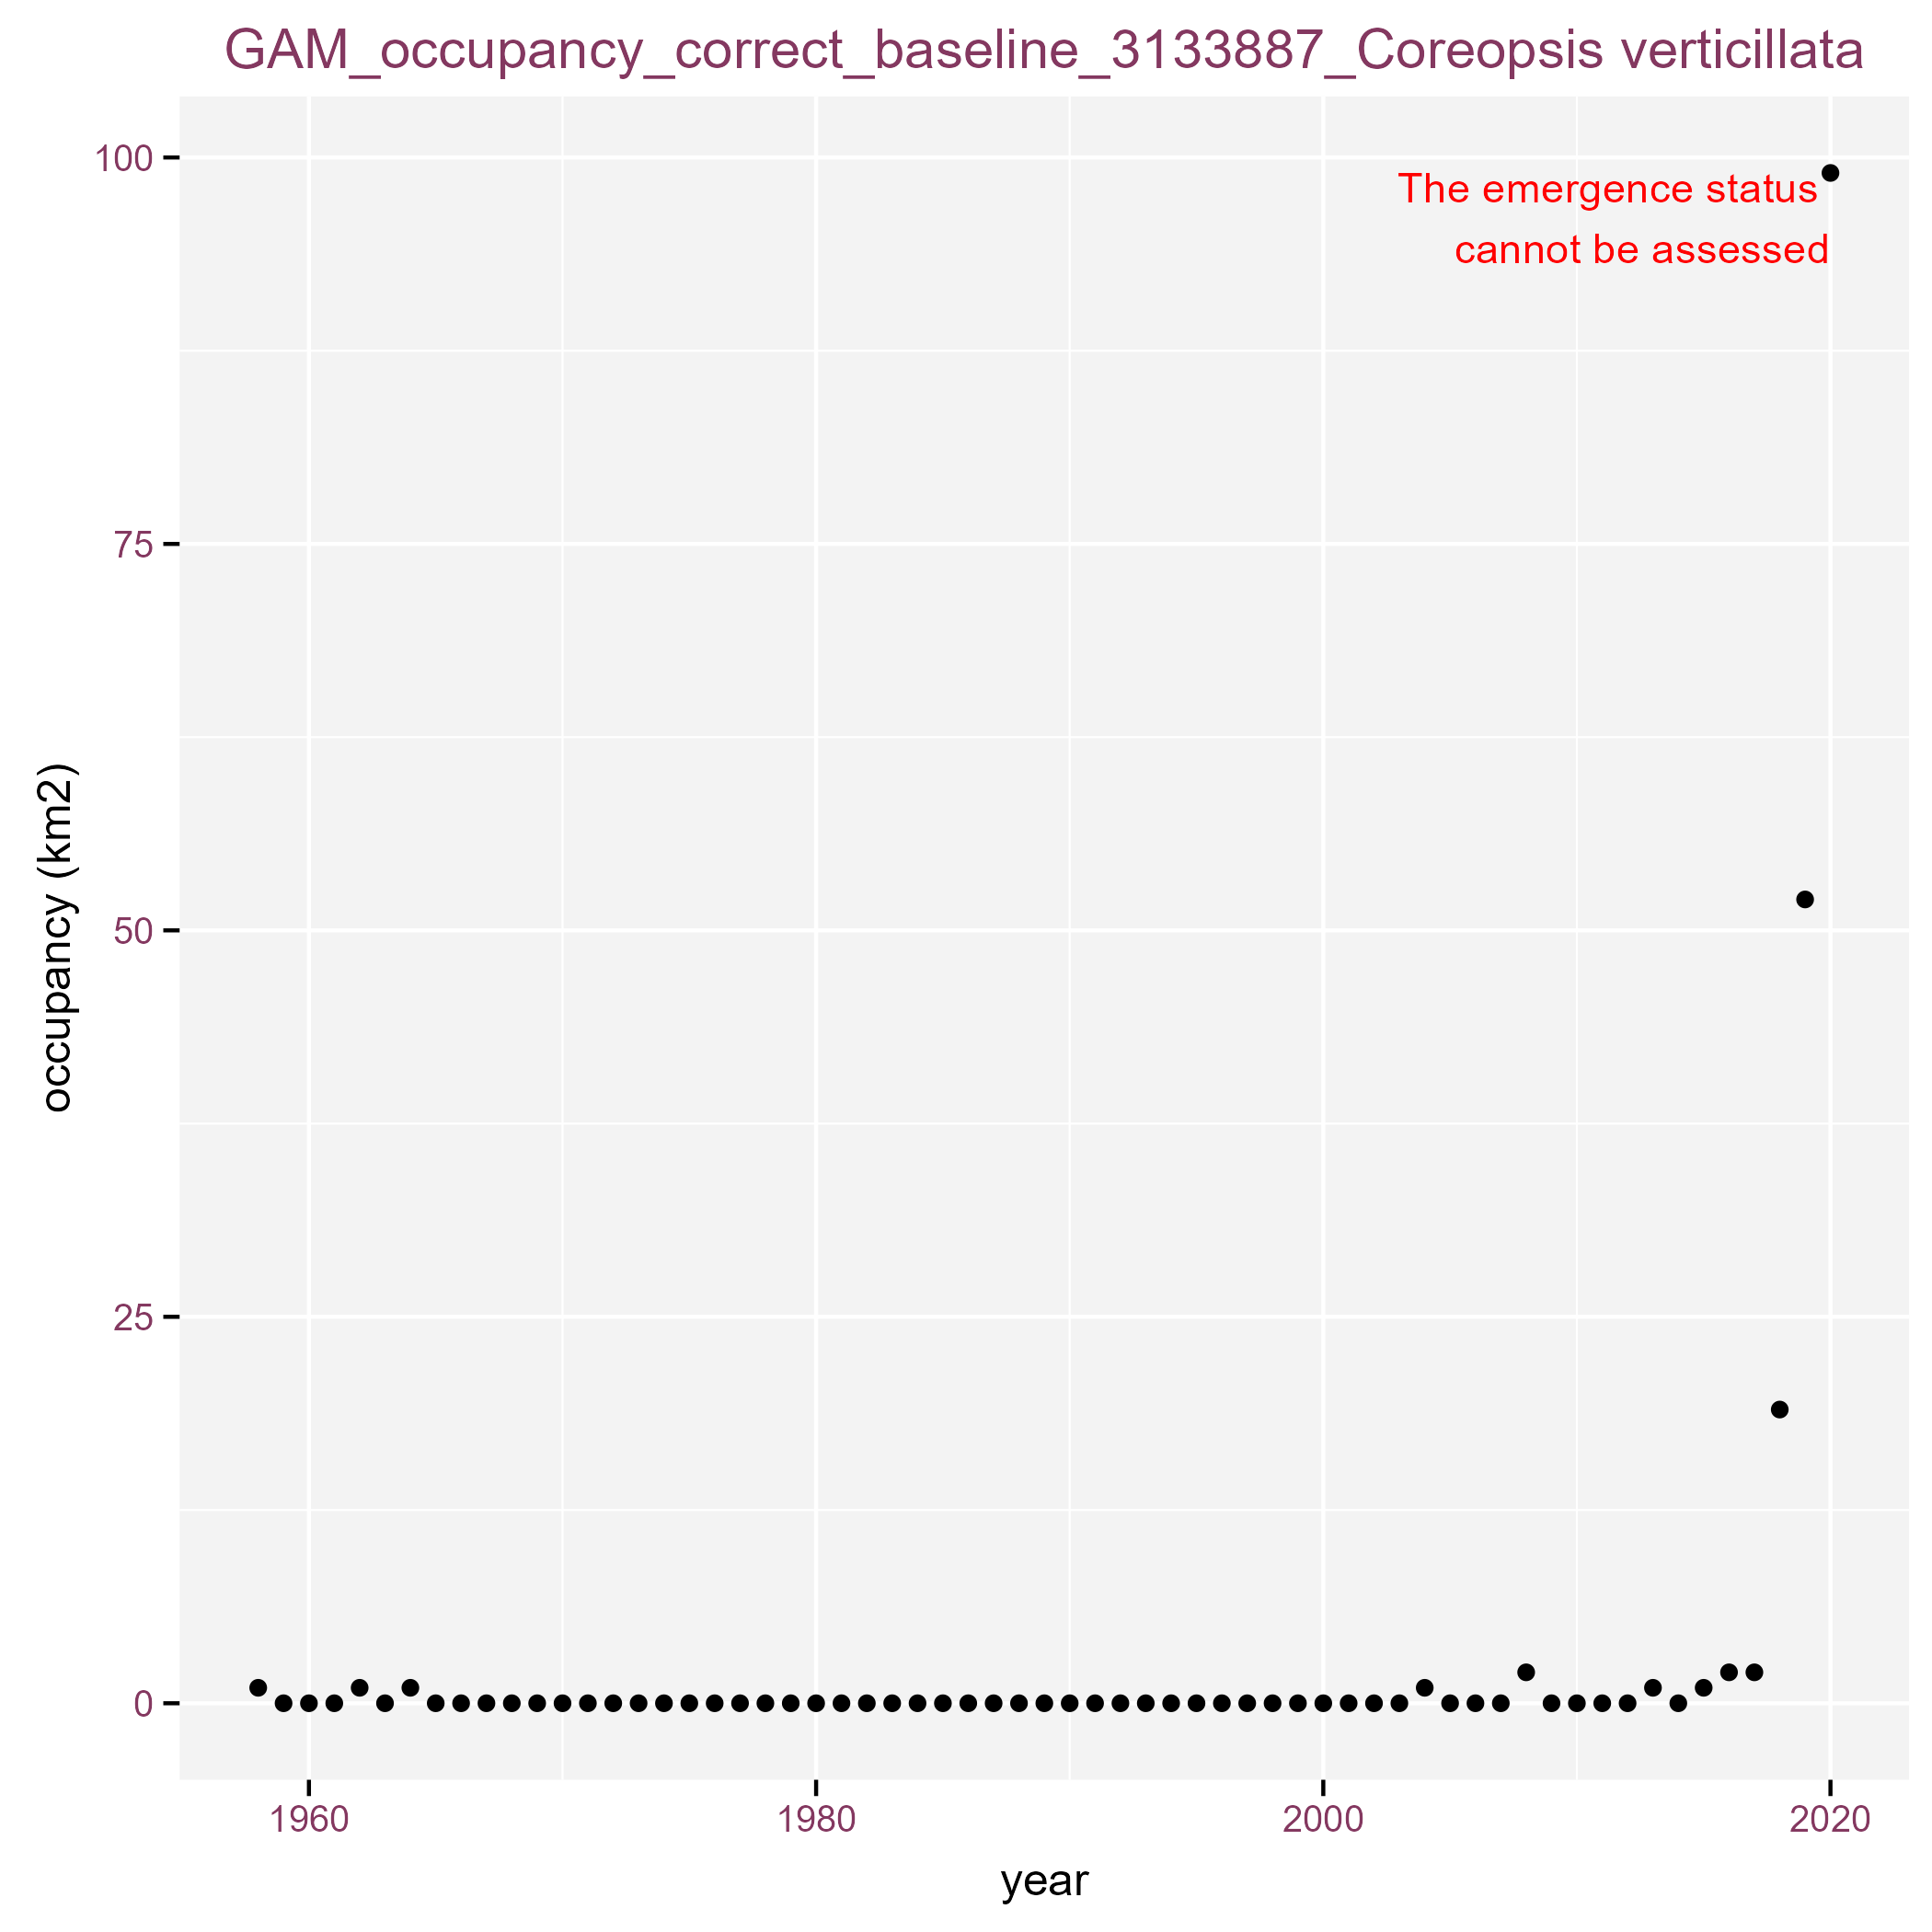 GAM_occupancy_correct_baseline_3133887_Coreopsis verticillata
100
The emergence status
cannot be assessed
75
occupancy (km2)
50
25
0
1960 1980 2000 2020
year